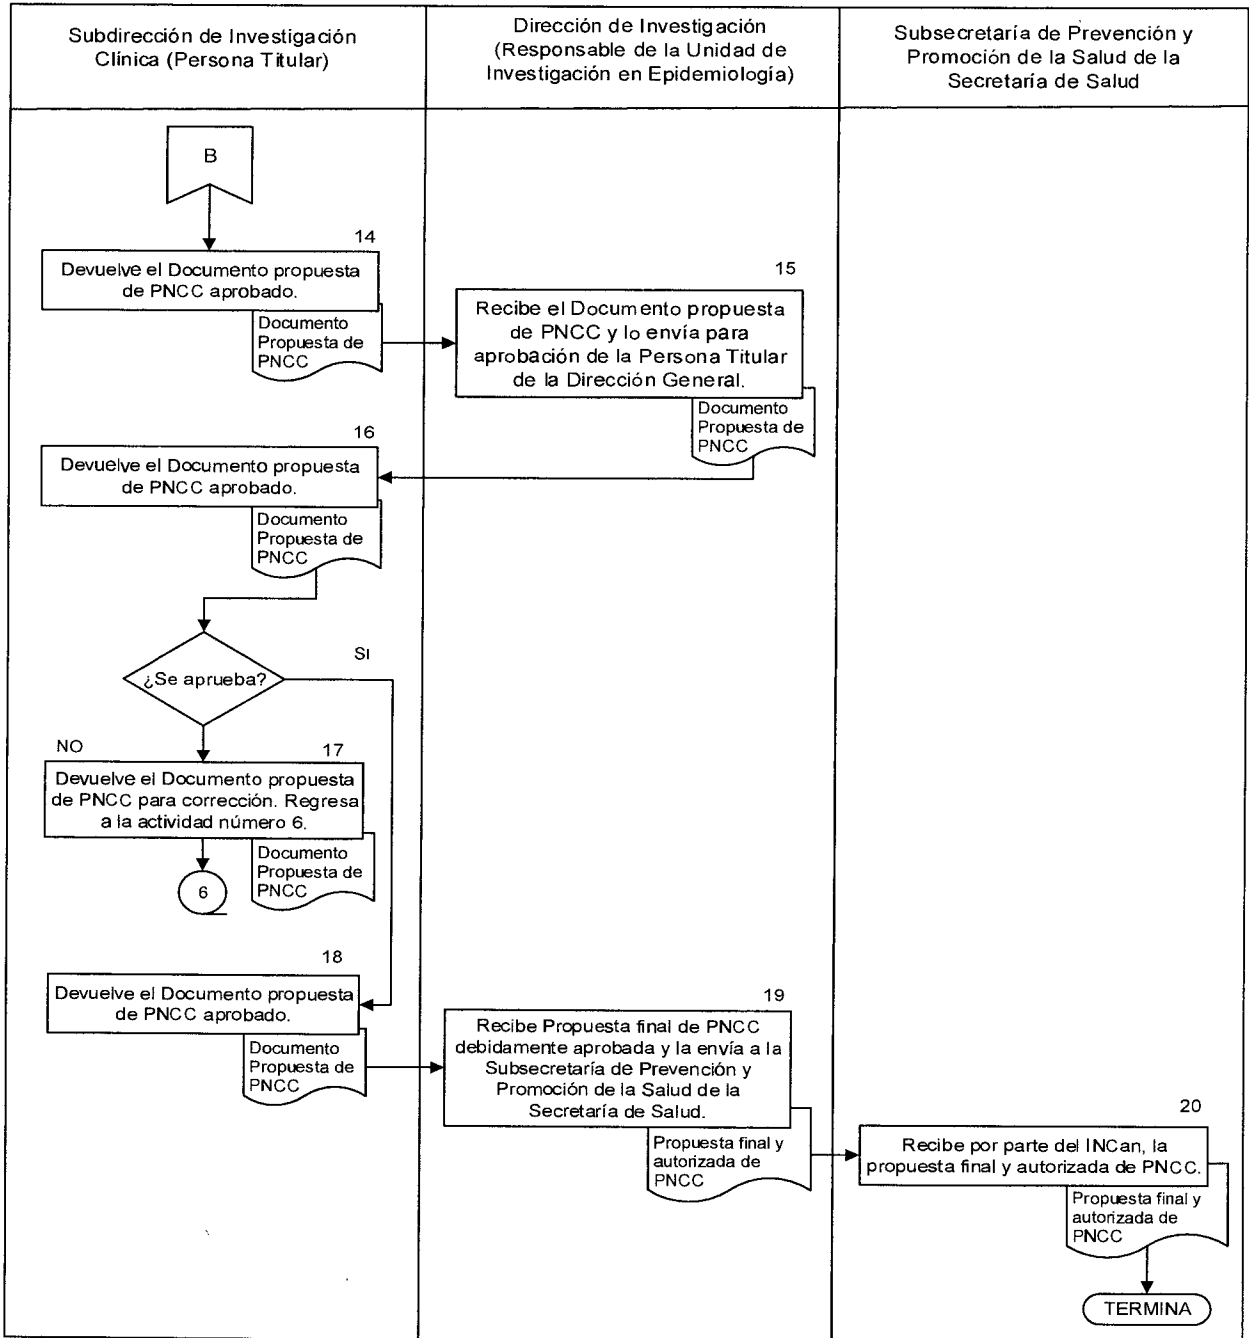 Subdirección de Investigación
Clínica (Persona Titular)
Dirección de Investigación
(Responsable de la Unidad de
Investigación en Epidemiología)
Subsecretaría de Prevención y
Promoción de la Salud de la
Secretaría de Salud
B
14
Devuelve el Documento propuesta
de PNCC aprobado.
Documento
Propuesta de
PNCC
15
Recibe el Documento propuesta
de PNCC y lo envía para
aprobación de la Persona Titular
de la Dirección General.
Documento
Propuesta de
PNCC
16
Devuelve el Documento propuesta
de PNCC aprobado.
Documento
Propuesta de
PNCC
¿Se aprueba?
SI
NO
17
Devuelve el Documento propuesta
de PNCC para corrección. Regresa
a la actividad número 6.
Documento
Propuesta de
PNCC
6
18
Devuelve el Documento propuesta
de PNCC aprobado.
Documento
Propuesta de
PNCC
19
Recibe Propuesta final de PNCC
debidamente aprobada y la envía a la
Subsecretaría de Prevención y
Promoción de la Salud de la
Secretaría de Salud.
Propuesta final y
autorizada de
PNCC
20
Recibe por parte del INCan, la
propuesta final y autorizada de PNCC.
Propuesta final y
autorizada de
PNCC
TERMINA